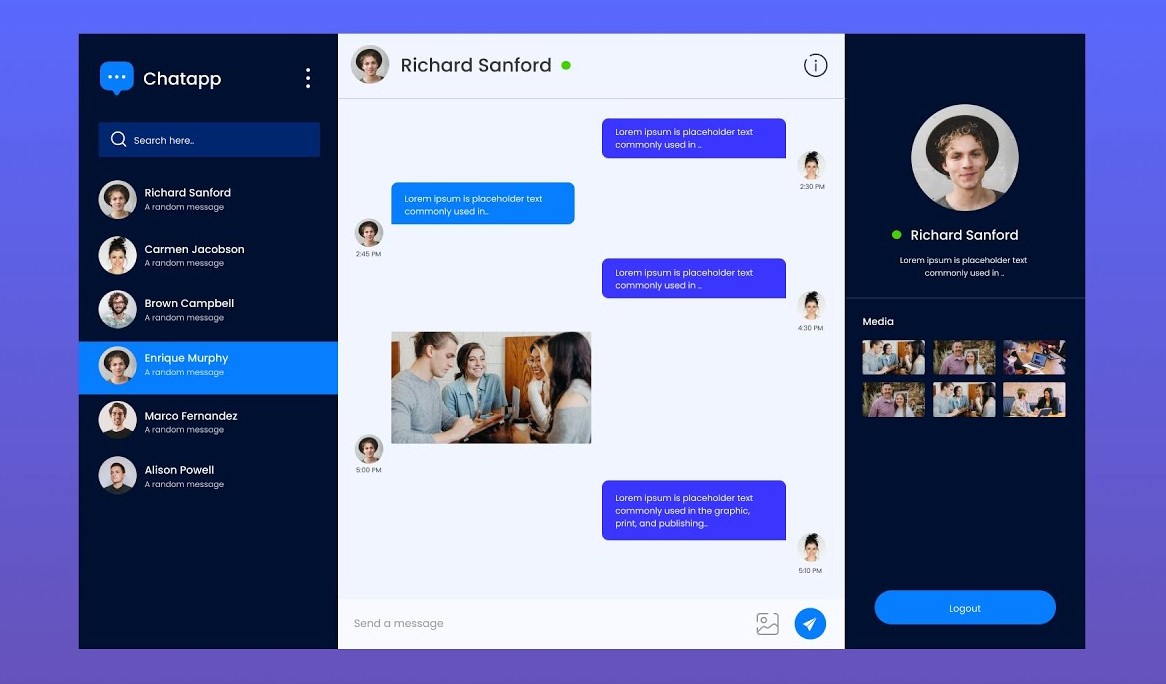 Chatapp
Search here..
Richard Sanford
A random message
Carmen Jacobson
A random message
Brown Campbell
A random message
Enrique Murphy
A random message
Marco Fernandez
A random message
Alison Powell
A random message
Richard Sanford
Lorem ipsum is placeholder text
commonly used in ..
2:30 PM
Lorem ipsum is placeholder text
commonly used in..
2:45 PM
Lorem ipsum is placeholder text
commonly used in ..
4:30 PM
5:00 PM
Lorem ipsum is placeholder text
commonly used in the graphic,
print, and publishing..
5:10 PM
Send a message
Richard Sanford
Lorem ipsum is placeholder text
commonly used in ..
Media
Logout